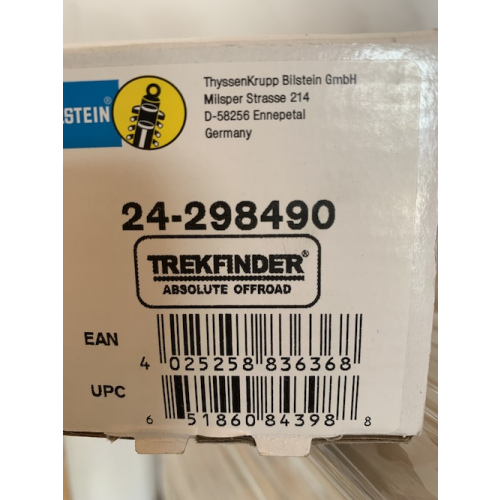 ThyssenKrupp Bilstein GmbH
Milsper Strasse 214
D-58256 Ennepetal
Germany
LSTEIN®
24-298490
TREKFINDER®
ABSOLUTE OFFROAD
EAN
4 025258 836368
UPC
6 51860 84398 8